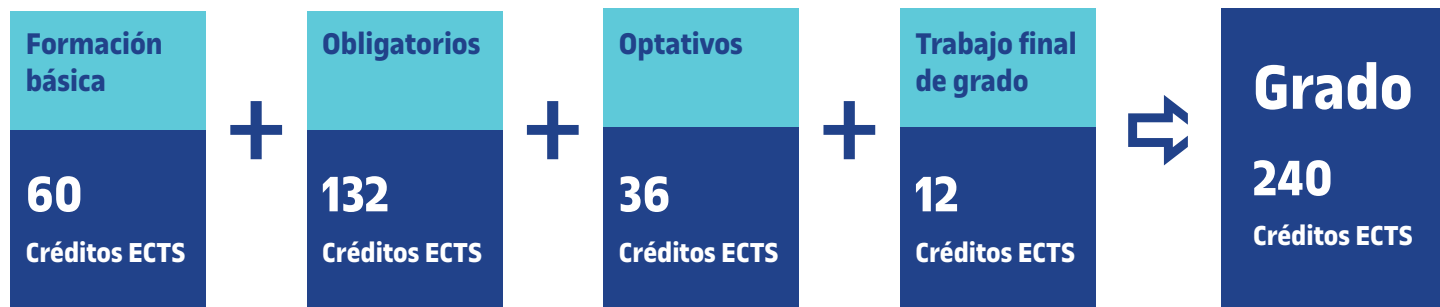 Formación
básica
60
Créditos ECTS
+
Obligatorios
132
Créditos ECTS
+
Optativos
36
Créditos ECTS
+
Trabajo final
de grado
12
Créditos ECTS
Grado
240
Créditos ECTS